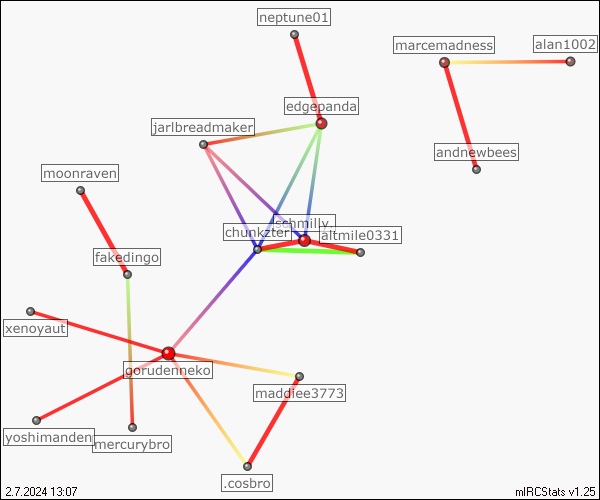 neptune01
marcemadness
alan1002
edgepanda
jarlbreadmaker
andnewbees
moonraven
schmilly_
chunkzter
altmile0331
fakedingo
xenoyaut
gorudenneko
maddiee3773
yoshimanden
mercurybro
.cosbro
2.7.2024 13:07
mIRCStats v1.25